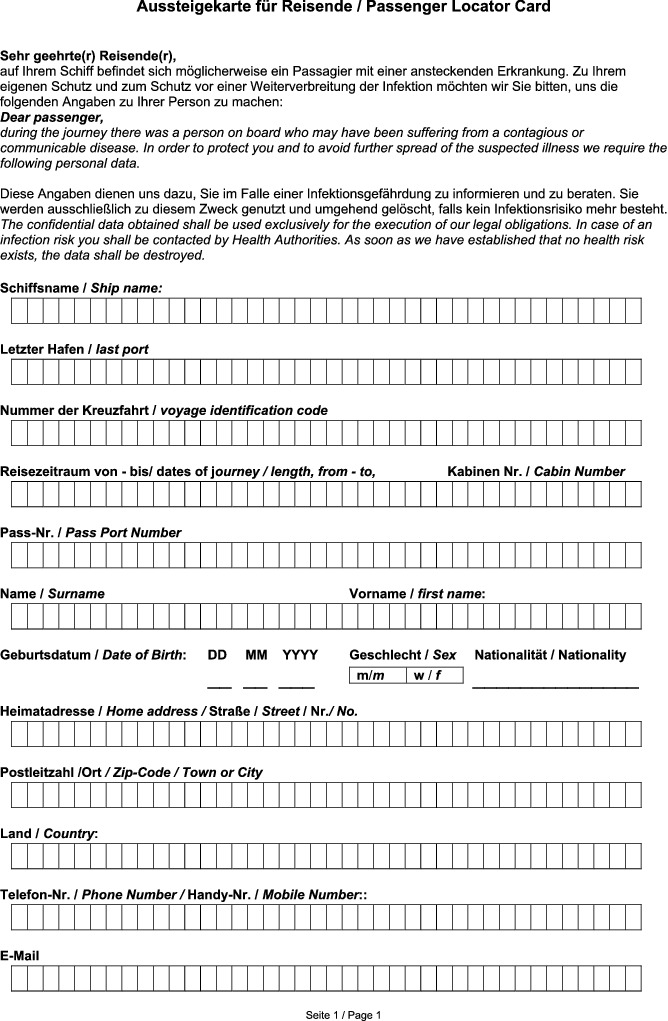 Aussteigekarte für Reisende / Passenger Locator Card
Sehr geehrte(r) Reisende(r),
auf Ihrem Schiff befindet sich möglicherweise ein Passagier mit einer ansteckenden Erkrankung. Zu Ihrem
eigenen Schutz und zum Schutz vor einer Weiterverbreitung der Infektion möchten wir Sie bitten, uns die
folgenden Angaben zu Ihrer Person zu machen:
Dear passenger,
during the journey there was a person on board who may have been suffering from a contagious or
communicable disease. In order to protect you and to avoid further spread of the suspected illness we require the
following personal data.
Diese Angaben dienen uns dazu, Sie im Falle einer Infektionsgefährdung zu informieren und zu beraten. Sie
werden ausschließlich zu diesem Zweck genutzt und umgehend gelöscht, falls kein Infektionsrisiko mehr besteht.
The confidential data obtained shall be used exclusively for the execution of our legal obligations. In case of an
infection risk you shall be contacted by Health Authorities. As soon as we have established that no health risk
exists, the data shall be destroyed.
Schiffsname / Ship name:
Letzter Hafen / last port
Nummer der Kreuzfahrt / voyage identification code
Reisezeitraum von - bis/ dates of journey / length, from - to, Kabinen Nr. / Cabin Number
Pass-Nr. / Pass Port Number
Name / Surname Vorname / first name:
Geburtsdatum / Date of Birth: DD MM YYYY Geschlecht / Sex Nationalität / Nationality
m/m w / f
Heimatadresse / Home address / Straße / Street / Nr./ No.
Postleitzahl /Ort / Zip-Code / Town or City
Land / Country:
Telefon-Nr. / Phone Number / Handy-Nr. / Mobile Number::
E-Mail
Seite 1 / Page 1